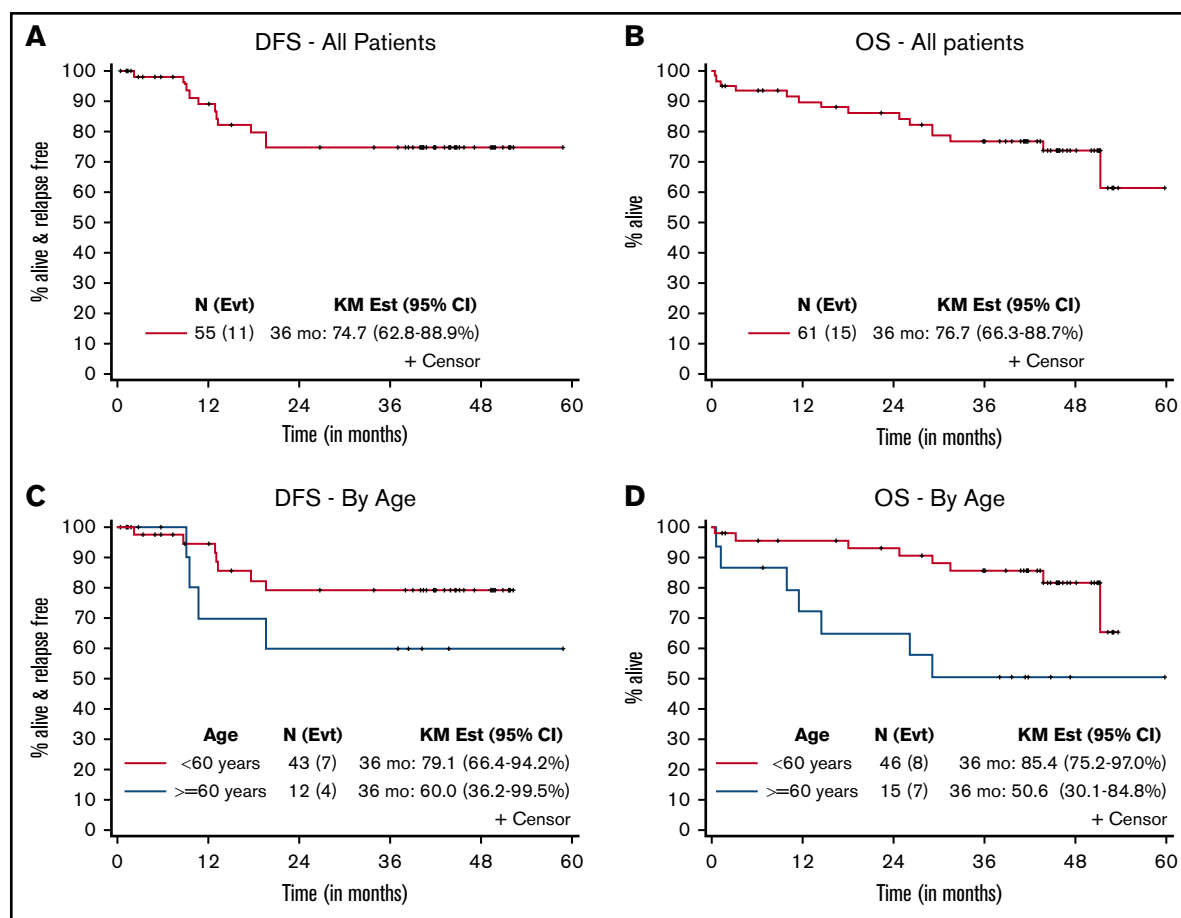 A
DFS - All Patients
% alive & relapse free
100
90
80
70
60
50
40
30
20
10
0
N (Evt) KM Est (95% CI)
55 (11) 36 mo: 74.7 (62.8-88.9%)
+ Censor
0 12 24 36 48 60
Time (in months)
B
OS - All patients
% alive
100
90
80
70
60
50
40
30
20
10
0
N (Evt) KM Est (95% CI)
61 (15) 36 mo: 76.7 (66.3-88.7%)
+ Censor
0 12 24 36 48 60
Time (in months)
C
DFS - By Age
% alive & relapse free
100
90
80
70
60
50
40
30
20
10
0
Age N (Evt) KM Est (95% CI)
<60 years 43 (7) 36 mo: 79.1 (66.4-94.2%)
>=60 years 12 (4) 36 mo: 60.0 (36.2-99.5%)
+ Censor
0 12 24 36 48 60
Time (in months)
D
OS - By Age
% alive
100
90
80
70
60
50
40
30
20
10
0
Age N (Evt) KM Est (95% CI)
<60 years 46 (8) 36 mo: 85.4 (75.2-97.0%)
>=60 years 15 (7) 36 mo: 50.6 (30.1-84.8%)
+ Censor
0 12 24 36 48 60
Time (in months)